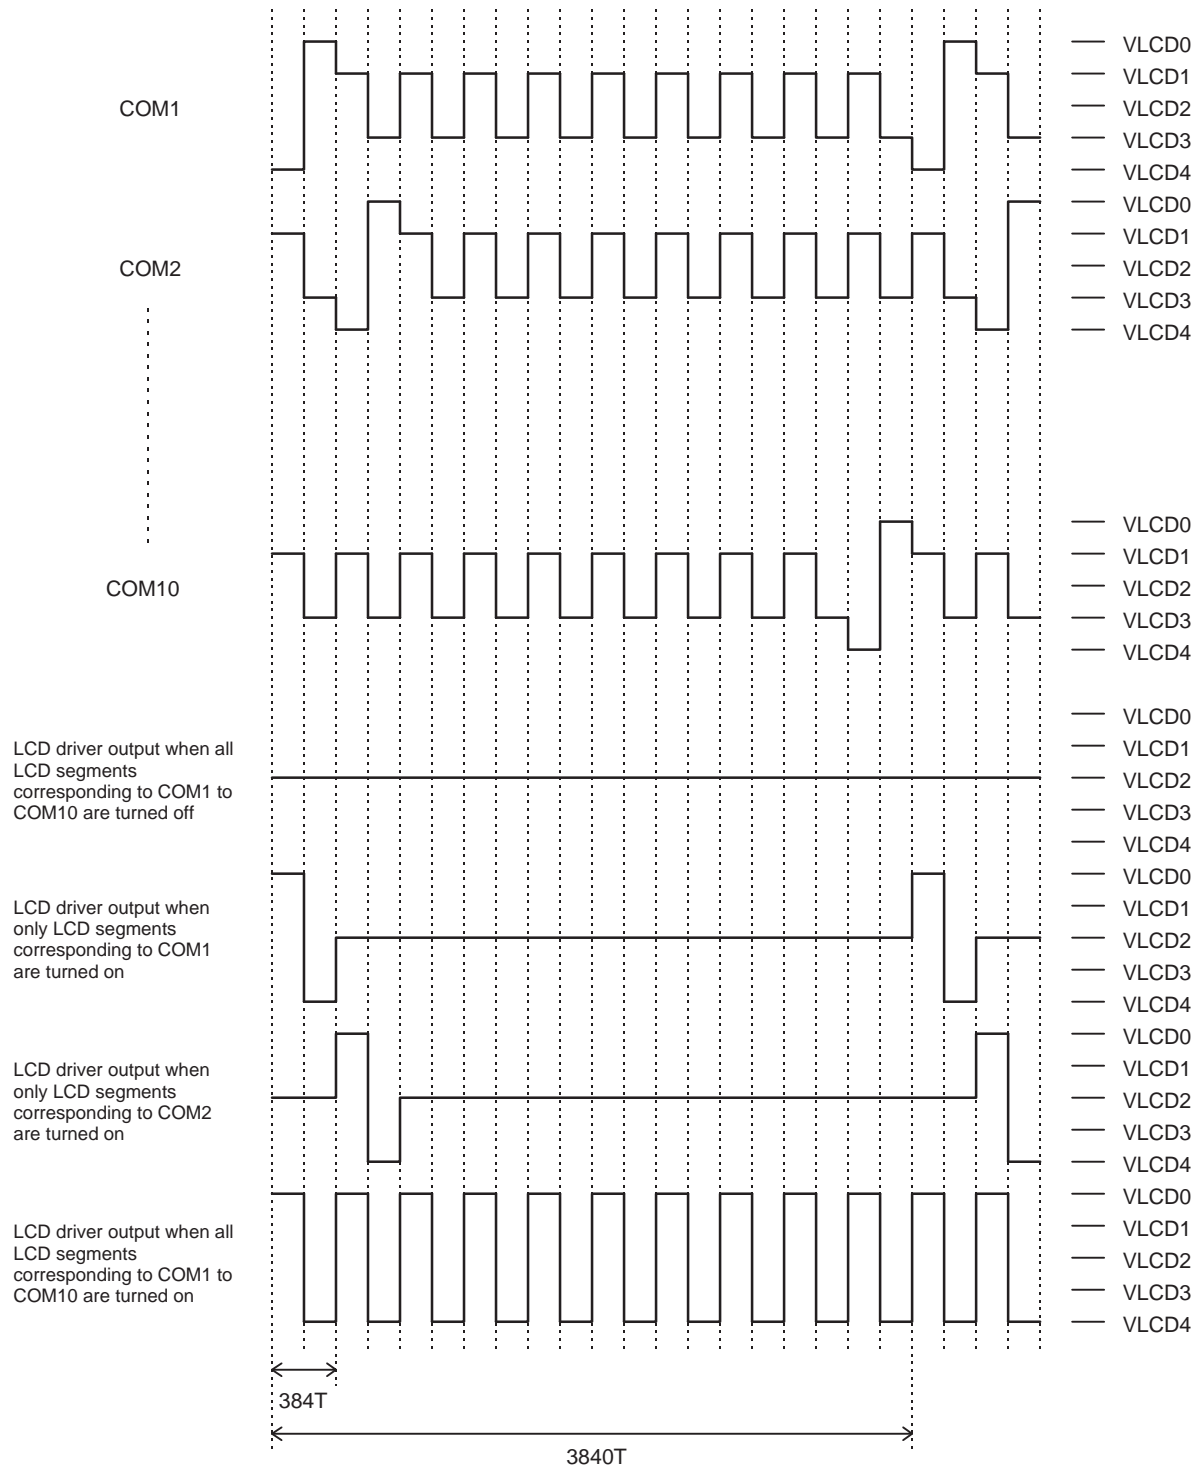 VLCD0
VLCD1
COM1
VLCD2
VLCD3
VLCD4
VLCD0
VLCD1
COM2
VLCD2
VLCD3
VLCD4
VLCD0
VLCD1
COM10
VLCD2
VLCD3
VLCD4
VLCD0
LCD driver output when all
LCD segments
corresponding to COM1 to
COM10 are turned off
VLCD1
VLCD2
VLCD3
VLCD4
VLCD0
LCD driver output when
only LCD segments
corresponding to COM1
are turned on
VLCD1
VLCD2
VLCD3
VLCD4
VLCD0
LCD driver output when
only LCD segments
corresponding to COM2
are turned on
VLCD1
VLCD2
VLCD3
VLCD4
VLCD0
LCD driver output when all
LCD segments
corresponding to COM1 to
COM10 are turned on
VLCD1
VLCD2
VLCD3
VLCD4
384T
3840T